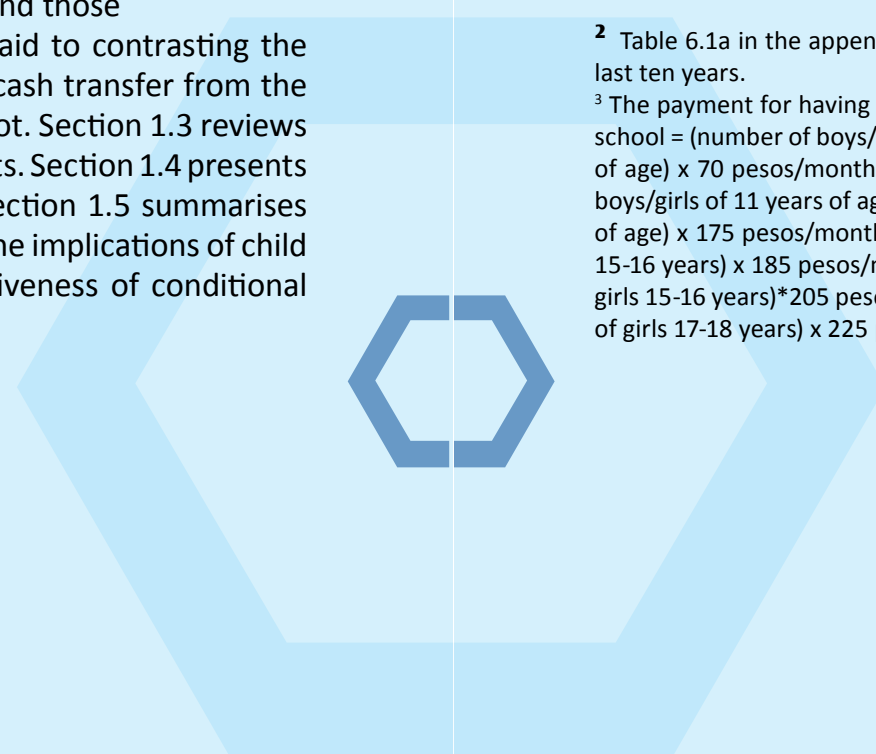 nd those
aid to contrasting the
cash transfer from the
ot. Section 1.3 reviews
ts. Section 1.4 presents
ection 1.5 summarises
he implications of child
iveness of conditional
2 Table 6.1a in the appen
last ten years.
3 The payment for having
school = (number of boys/
of age) x 70 pesos/month
boys/girls of 11 years of ag
of age) x 175 pesos/month
15-16 years) x 185 pesos/r
girls 15-16 years)*205 peso
of girls 17-18 years) x 225